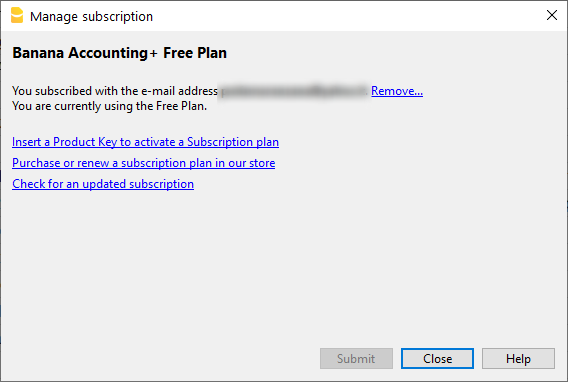 Manage subscription
Banana Accounting+ Free Plan
You subscribed with the e-mail address Remove...
You are currently using the Free Plan.
Insert a Product Key to activate a Subscription plan
Purchase or renew a subscription plan in our store
Check for an updated subscription
Submit Close Help